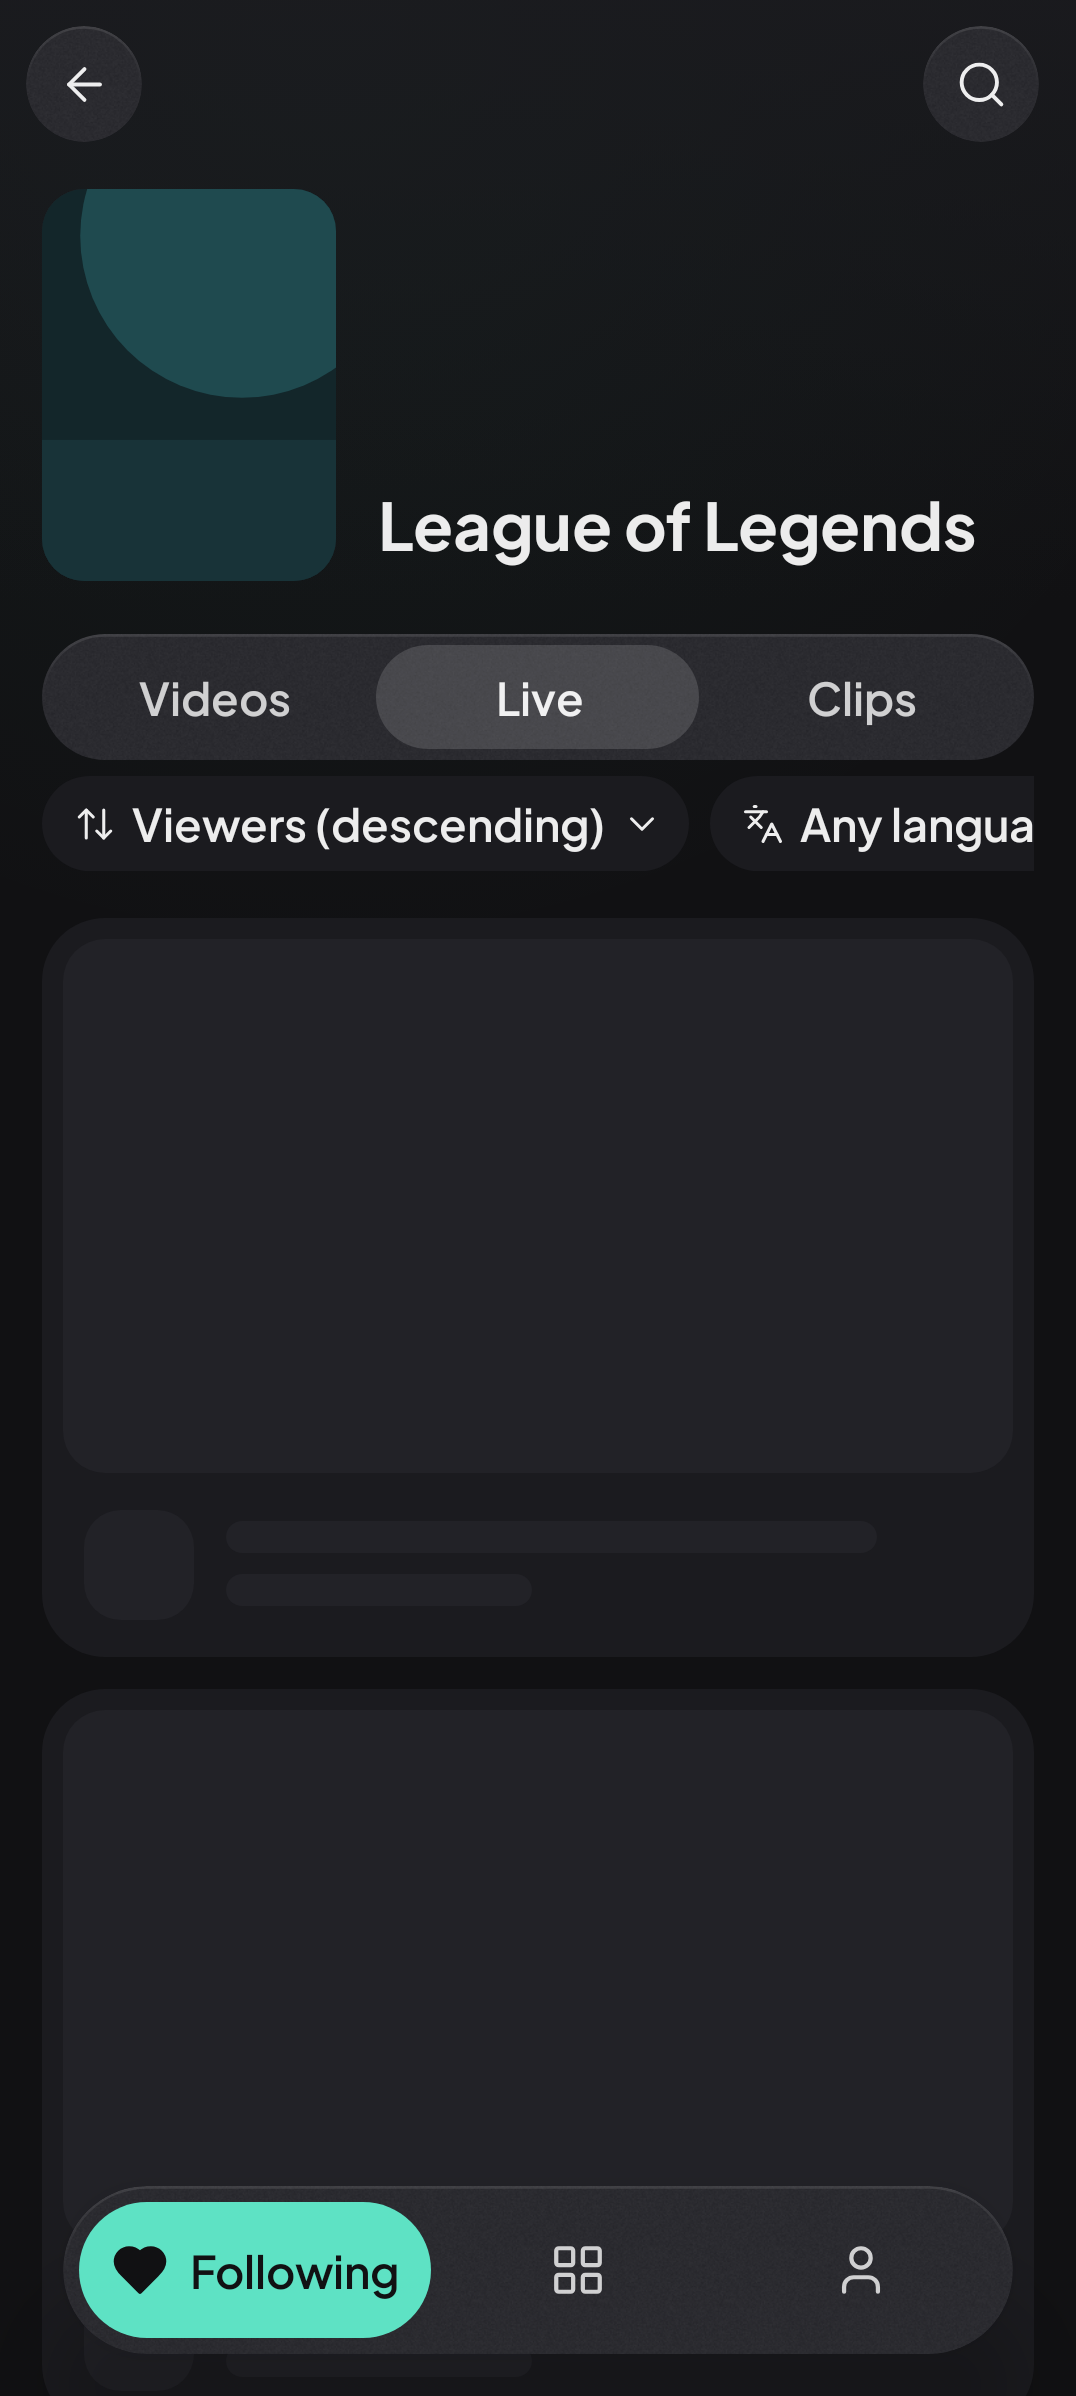 League of Legends
Videos
Live
Clips
Viewers (descending)
Any langua
Following